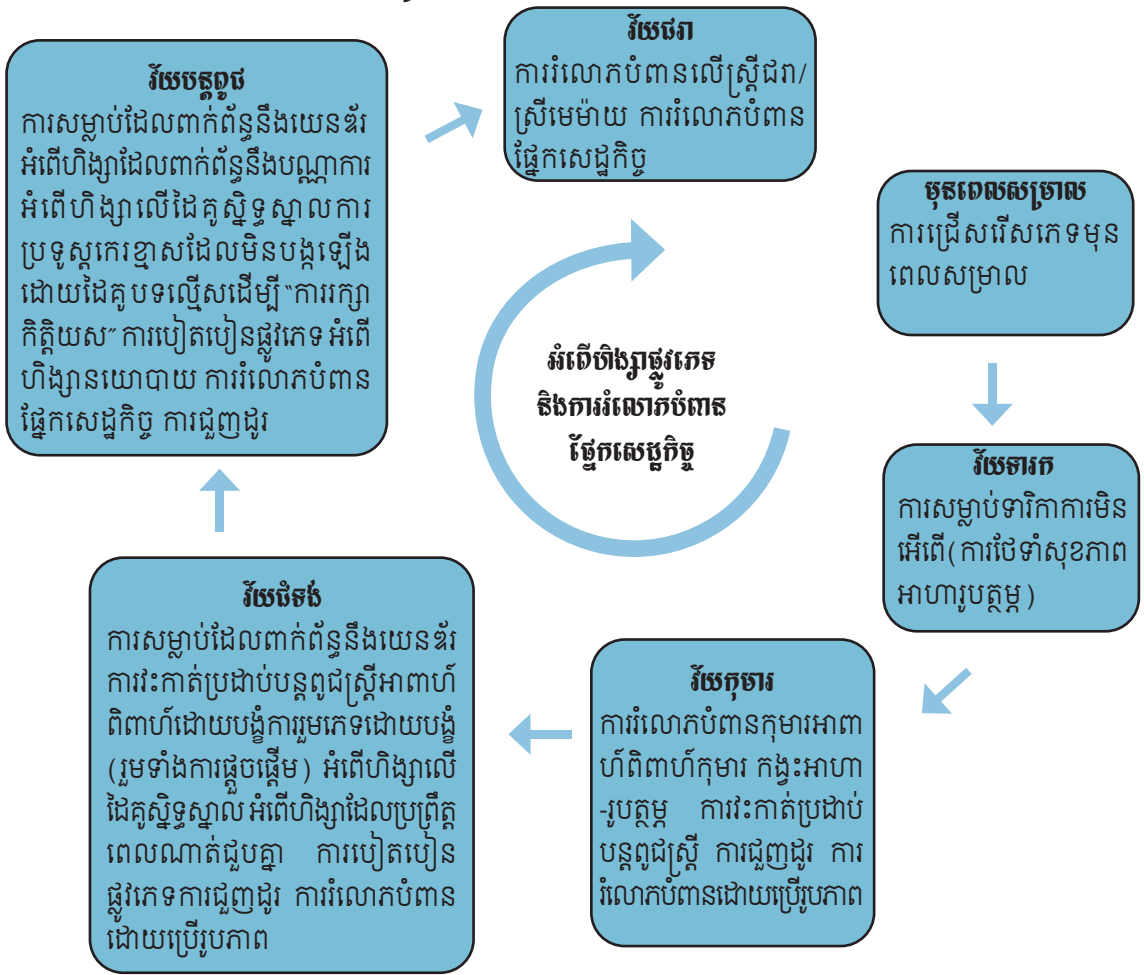 វ័យជរា
ការរំលោភបំពានលើស្ត្រីជរា/
ស្រីមេម៉ាយ ការរំលោភបំពាន
ផ្នែកសេដ្ឋកិច្ច
មុនពេលសម្រាល
ការជ្រើសរើសភេទមុន
ពេលសម្រាល
វ័យទារក
ការសម្លាប់ទារិកាការមិន
អើពើ(ការថែទាំសុខភាព
អាហារូបត្ថម្ភ)
វ័យកុមារ
ការរំលោភបំពានកុមារអាពា
ហ៍ពិពាហ៍កុមារ កង្វះអាហា
-រូបត្ថម្ភ ការវះកាត់ប្រដាប់
បន្តពូជស្ត្រី ការជួញដូរ ការ
រំលោភបំពានដោយប្រើរូបភាព
វ័យជំទង់
ការសម្លាប់ដែលពាក់ព័ន្ធនឹងយេនឌ័រ
ការវះកាត់ប្រដាប់បន្តពូជស្ត្រីអាពាហ៍
ពិពាហ៍ដោយបង្ខំការរួមភេទដោយបង្ខំ
(រួមទាំងការផ្តួចផ្តើម) អំពើហិង្សាលើ
ដៃគូស្និទ្ធស្នាល អំពើហិង្សាដែលប្រព្រឹត្ត
ពេលណាត់ជួបគ្នា ការបៀតបៀន
ផ្លូវភេទការជួញដូរ ការរំលោភបំពាន
ដោយប្រើរូបភាព
វ័យបន្តពូជ
ការសម្លាប់ដែលពាក់ព័ន្ធនឹងយេនឌ័រ
អំពើហិង្សាដែលពាក់ព័ន្ធនឹងបណ្ណាការ
អំពើហិង្សាលើដៃគូស្និទ្ធស្នាលការ
ប្រទូស្តកេរខ្មាសដែលមិនបង្កឡើង
ដោយដៃគូ បទល្មើសដើម្បី "ការរក្សា
កិត្តិយស" ការបៀតបៀនផ្លូវភេទ អំពើ
ហិង្សានយោបាយ ការរំលោភបំពាន
ផ្នែកសេដ្ឋកិច្ច ការជួញដូរ
អំពើហិង្សាផ្លូវភេទ
និងការរំលោភបំពាន
ផ្នែកសេដ្ឋកិច្ច